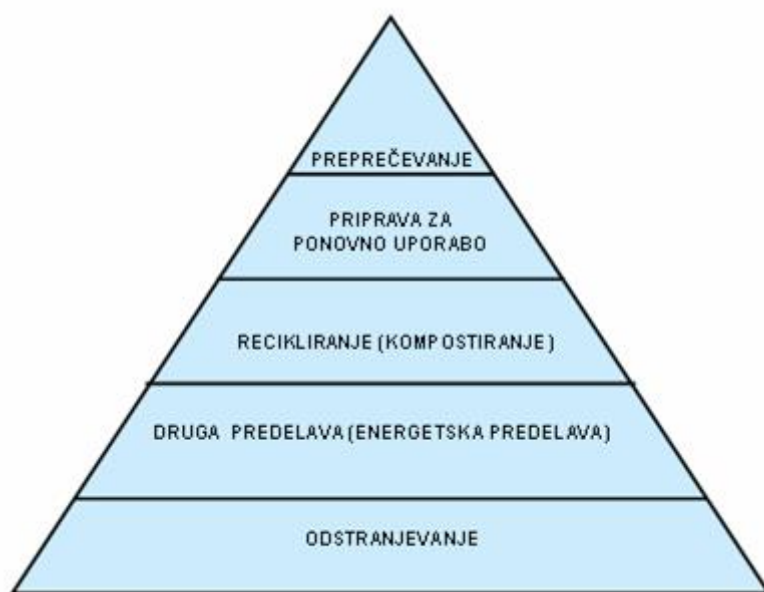 PREPREČEVANJE
PRIPRAVA ZA
PONOVNO UPORABO
RECIKLIRANJE (KOMPOSTIRANJE)
DRUGA PREDELAVA (ENERGETSKA PREDELAVA)
ODSTRANJEVANJE